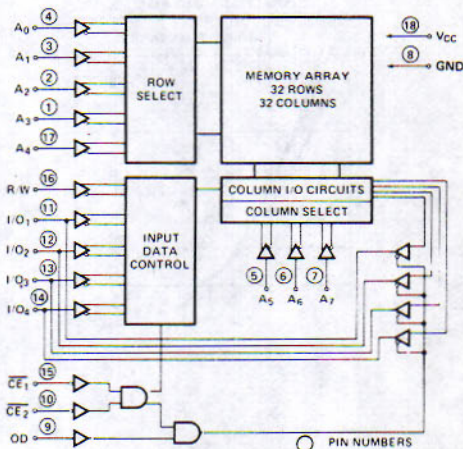 ④ A0
③ A1
② A2
① A3
⑰ A4
ROW SELECT
MEMORY ARRAY
32 ROWS
32 COLUMNS
⑱ VCC
⑧ GND
⑯ R/W
⑪ I/O1
⑫ I/O2
⑬ I/O3
⑭ I/O4
INPUT DATA CONTROL
COLUMN I/O CIRCUITS
COLUMN SELECT
⑤ ⑥ ⑦
A5 A6 A7
⑮ C̅E̅1
⑩ C̅E̅2
⑨ OD
PIN NUMBERS